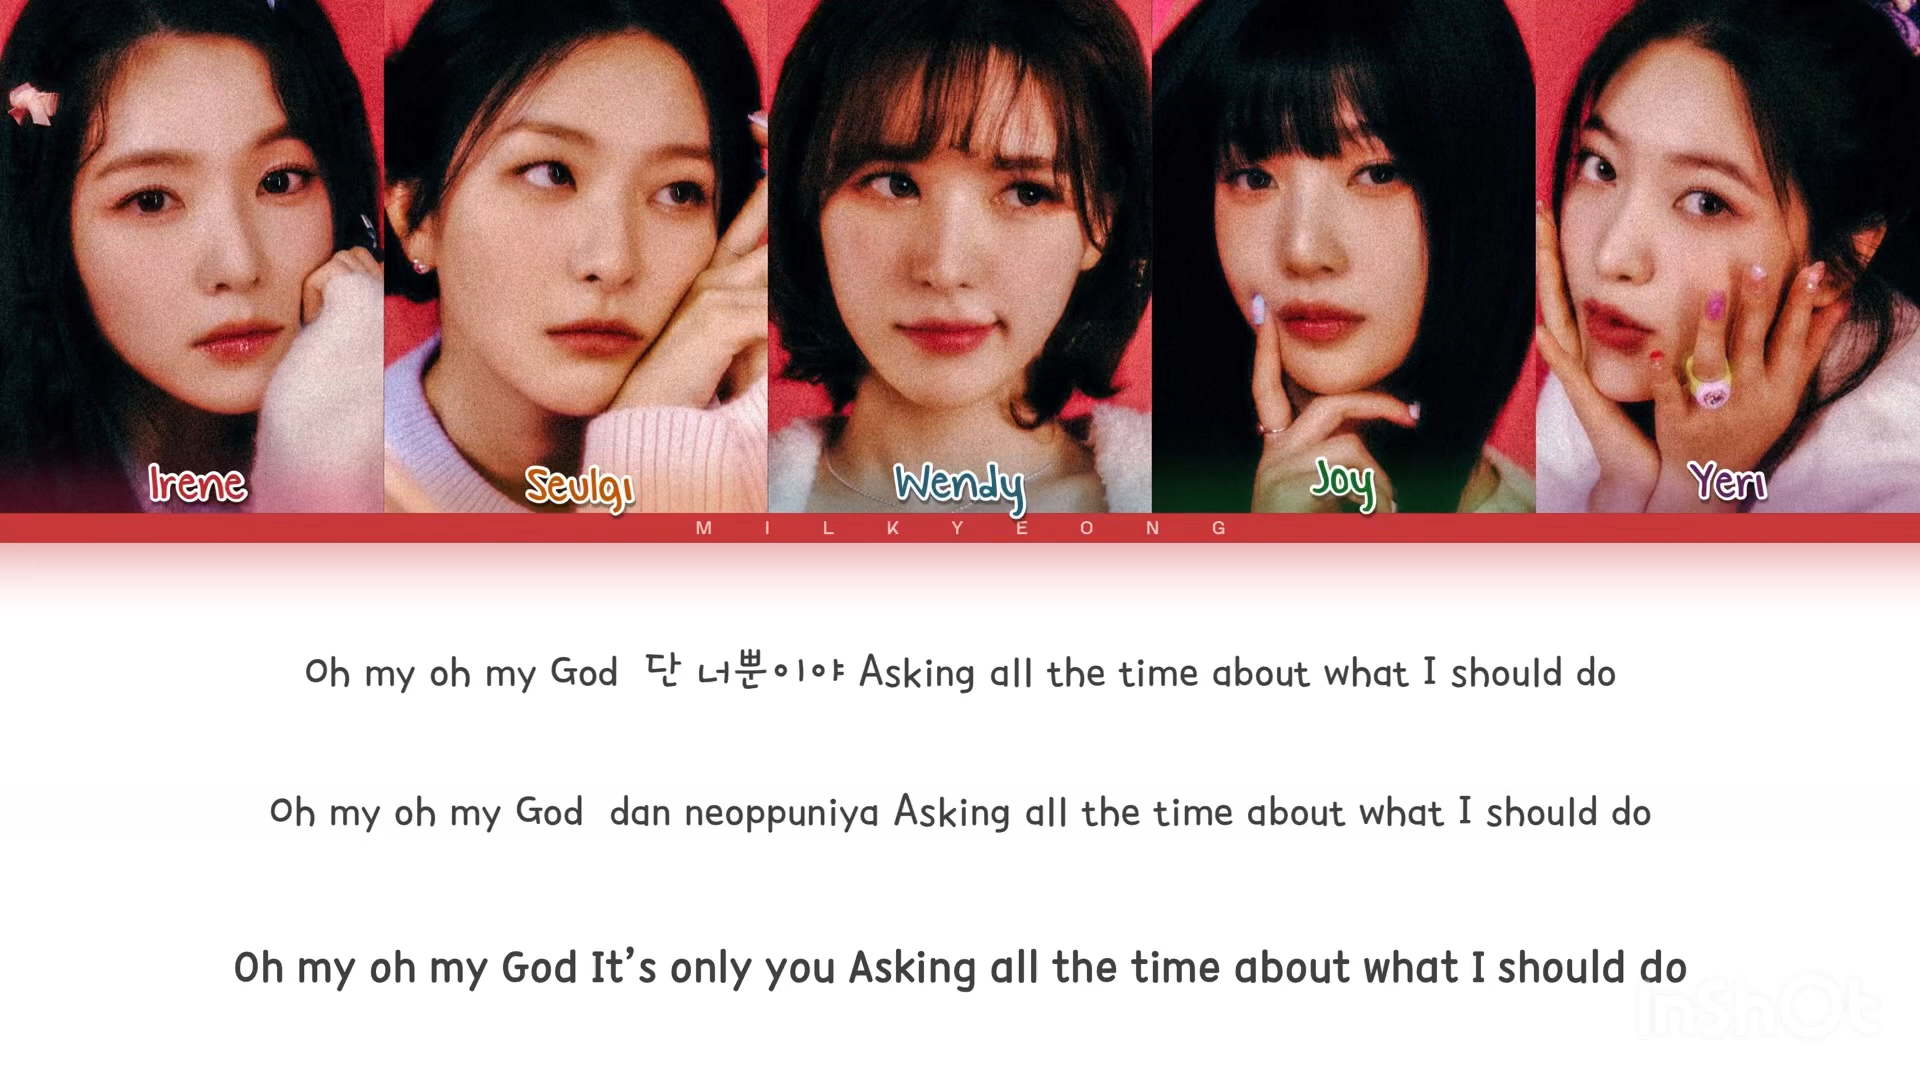 Irene
Seulgi
Wendy
Joy
Yeri
MILKYEONG
Oh my oh my God 단 너뿐이야 Asking all the time about what I should do
Oh my oh my God dan neoppuniya Asking all the time about what I should do
Oh my oh my God It's only you Asking all the time about what I should do
InShOt